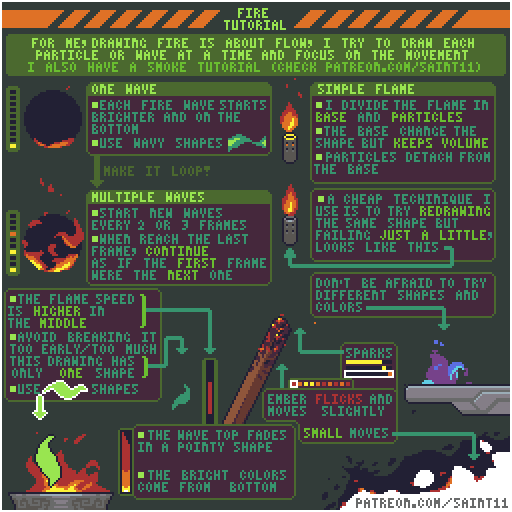 FIRE
TUTORIAL
FOR ME, DRAWING FIRE IS ABOUT FLOW, I TRY TO DRAW EACH
PARTICLE OR WAVE AT A TIME AND FOCUS ON THE MOVEMENT
I ALSO HAVE A SMOKE TUTORIAL (CHECK PATREON.COM/SAINT11)
ONE WAVE
EACH FIRE WAVE STARTS
BRIGHTER AND ON THE
BOTTOM
USE WAVY SHAPES
MAKE IT LOOP?
MULTIPLE WAVES
START NEW WAVES
EVERY 2 OR 3 FRAMES
WHEN REACH THE LAST
FRAME, CONTINUE
AS IF THE FIRST FRAME
WERE THE NEXT ONE
SIMPLE FLAME
I DIVIDE THE FLAME IN
BASE AND PARTICLES
THE BASE CHANGE THE
SHAPE BUT KEEPS VOLUME
PARTICLES DETACH FROM
THE BASE
A CHEAP TECHNIQUE I
USE IS TO TRY REDRAWING
THE SAME SHAPE BUT
FAILING JUST A LITTLE,
LOOKS LIKE THIS
DON'T BE AFRAID TO TRY
DIFFERENT SHAPES AND
COLORS
THE FLAME SPEED
IS HIGHER IN
THE MIDDLE
AVOID BREAKING IT
TOO EARLY/TOO MUCH
THIS DRAWING HAS
ONLY ONE SHAPE
USE SHAPES
SPARKS
EMBER FLICKS AND
MOVES SLIGHTLY
SMALL MOVES
THE WAVE TOP FADES
IN A POINTY SHAPE
THE BRIGHT COLORS
COME FROM BOTTOM
PATREON.COM/SAINT11